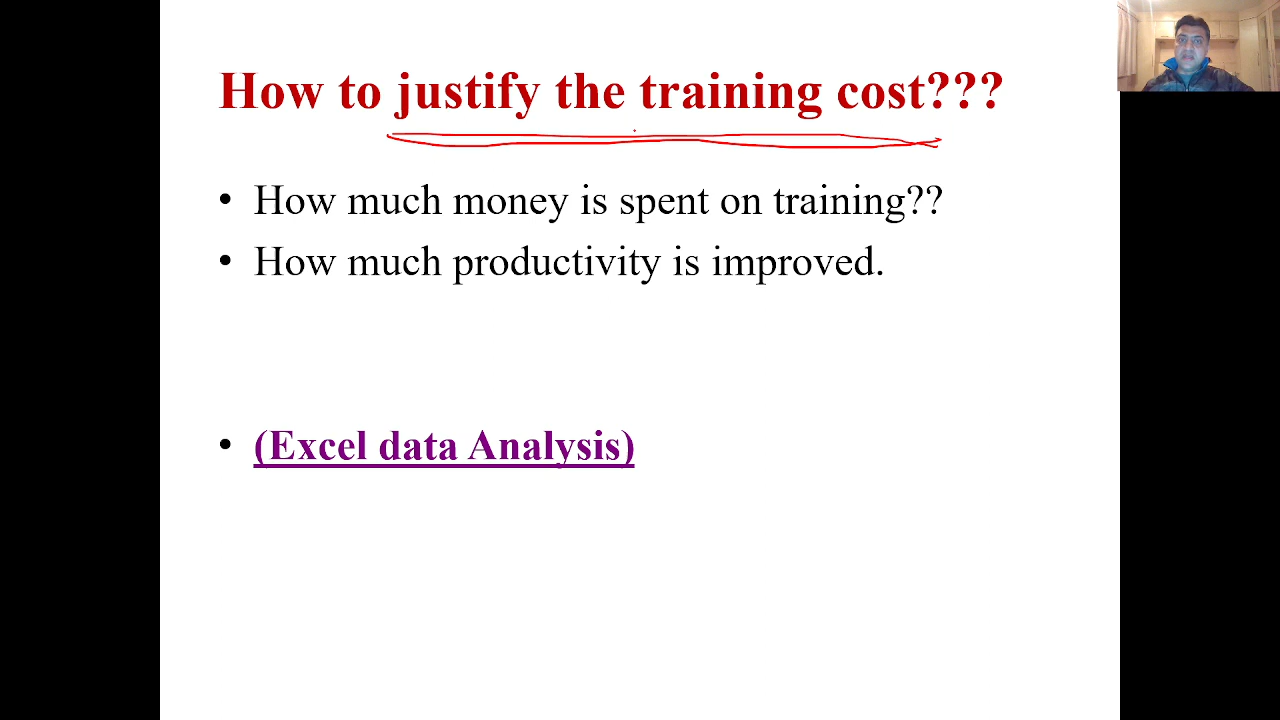 How to justify the training cost???
• How much money is spent on training??
• How much productivity is improved.
• (Excel data Analysis)